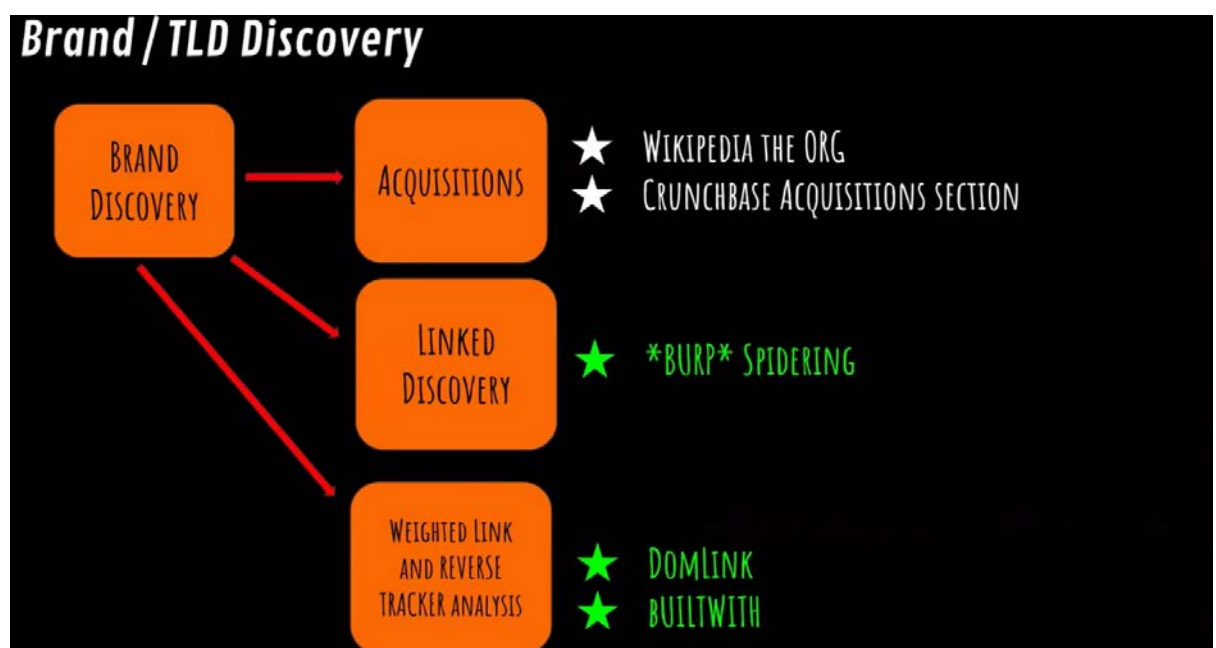 Brand / TLD Discovery
BRAND
DISCOVERY
ACQUISITIONS
WIKIPEDIA THE ORG
CRUNCHBASE ACQUISITIONS SECTION
LINKED
DISCOVERY
*BURP* SPIDERING
WEIGHTED LINK
AND REVERSE
TRACKER ANALYSIS
DOMLINK
BUILTWITH